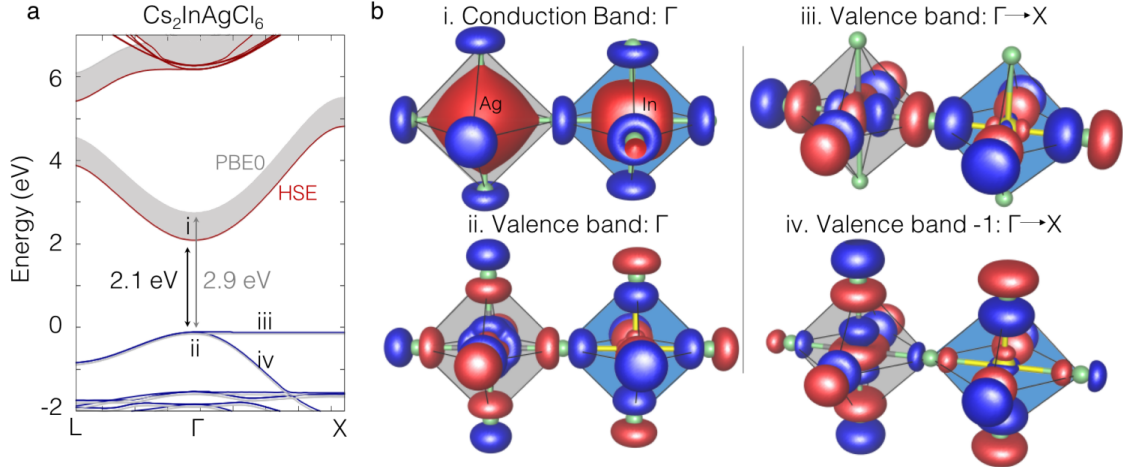 a
Cs₂InAgCl₆
Energy (eV)
6
4
2
0
-2
PBE0
HSE
i
2.1 eV
2.9 eV
iii
ii
iv
L
Γ
X
b
i. Conduction Band: Γ
Ag
In
ii. Valence band: Γ
iii. Valence band: Γ→X
iv. Valence band -1: Γ→X